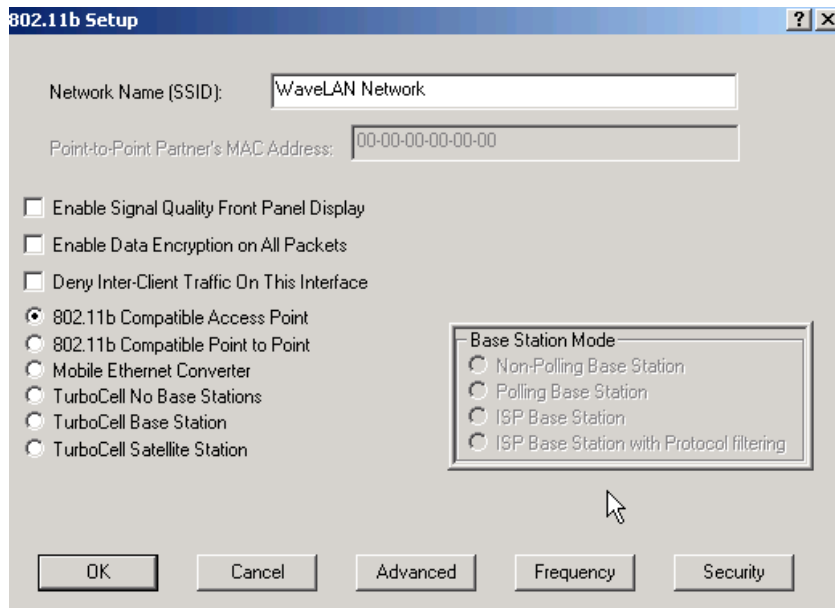 802.11b Setup
Network Name (SSID): WaveLAN Network
Point-to-Point Partner's MAC Address: 00-00-00-00-00-00
Enable Signal Quality Front Panel Display
Enable Data Encryption on All Packets
Deny Inter-Client Traffic On This Interface
802.11b Compatible Access Point
802.11b Compatible Point to Point
Mobile Ethernet Converter
TurboCell No Base Stations
TurboCell Base Station
TurboCell Satellite Station
Base Station Mode
Non-Polling Base Station
Polling Base Station
ISP Base Station
ISP Base Station with Protocol filtering
OK Cancel Advanced Frequency Security